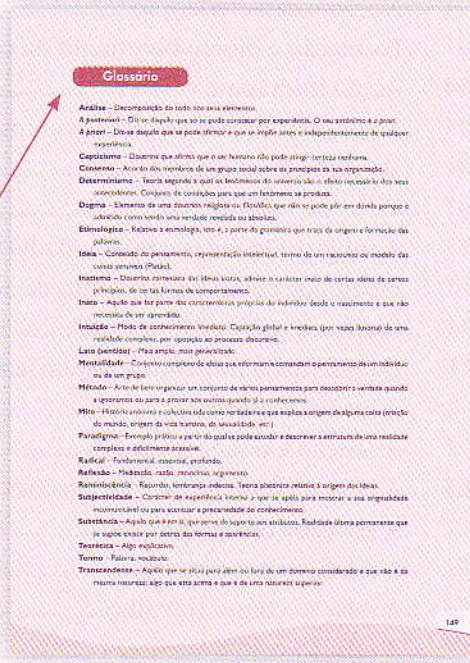 Glossário
Análise – Decomposição do todo nos seus elementos.
A posteriori – Diz-se daquilo que só se pode constatar por experiência. O seu antónimo é a priori.
A priori – Diz-se daquilo que se pode afirmar e que se impõe antes e independentemente de qualquer
experiência.
Cepticismo – Doutrina que afirma que o ser humano não pode atingir certeza nenhuma.
Consenso – Acordo dos membros de um grupo social sobre os princípios da sua organização.
Determinismo – Teoria segundo a qual os fenómenos do universo são o efeito necessário dos seus
antecedentes. Conjunto de condições para que um fenómeno se produza.
Dogma – Elemento de uma doutrina religiosa ou filosófica que não se pode pôr em dúvida porque é
admitido como sendo uma verdade revelada ou absoluta.
Etimológico – Relativo a etimologia, isto é, a parte da gramática que trata da origem e formação das
palavras.
Ideia – Conteúdo do pensamento, representação intelectual, termo de um raciocínio ou modelo das
coisas sensíveis (Platão).
Inatismo – Doutrina cartesiana das ideias inatas, admite o carácter inato de certas ideias de certos
princípios, de certas formas de comportamento.
Inato – Aquilo que faz parte das características próprias do indivíduo desde o nascimento e que não
necessita de ser aprendido.
Intuição – Modo de conhecimento imediato. Captação global e imediata (por vezes ilusória) de uma
realidade complexa, por oposição ao processo discursivo.
Lato (sentido) – Mais amplo, mais generalizado.
Mentalidade – Conjunto complexo de ideias que informam e comandam o pensamento de um indivíduo
ou de um grupo.
Método – Arte de bem organizar um conjunto de vários pensamentos para descobrir a verdade quando
a ignoramos ou para a provar aos outros quando já a conhecemos.
Mito – História anónima e colectiva tida como verdadeira e que explica a origem de alguma coisa (criação
do mundo, origem da vida humana, da sexualidade, etc.)
Paradigma – Exemplo prático a partir do qual se pode estudar e descrever a estrutura de uma realidade
complexa e dificilmente acessível.
Radical – Fundamental, essencial, profundo.
Reflexão – Meditação, razão, raciocínio, argumento.
Reminiscência – Recordar, lembrança indecisa. Teoria platónica relativa à origem das ideias.
Subjectividade – Carácter de experiência interna a que se apela para mostrar a sua originalidade
incomunicável ou para acentuar a precariedade do conhecimento.
Substância – Aquilo que é em si, que serve de suporte aos atributos. Realidade última permanente que
se supõe existir por detrás das formas e aparências.
Teorética – Algo explicativo.
Termo – Palavra, vocábulo.
Transcendente – Aquilo que se situa para além ou fora de um domínio considerado e que não é da
mesma natureza; algo que está acima e que é de uma natureza superior.
149